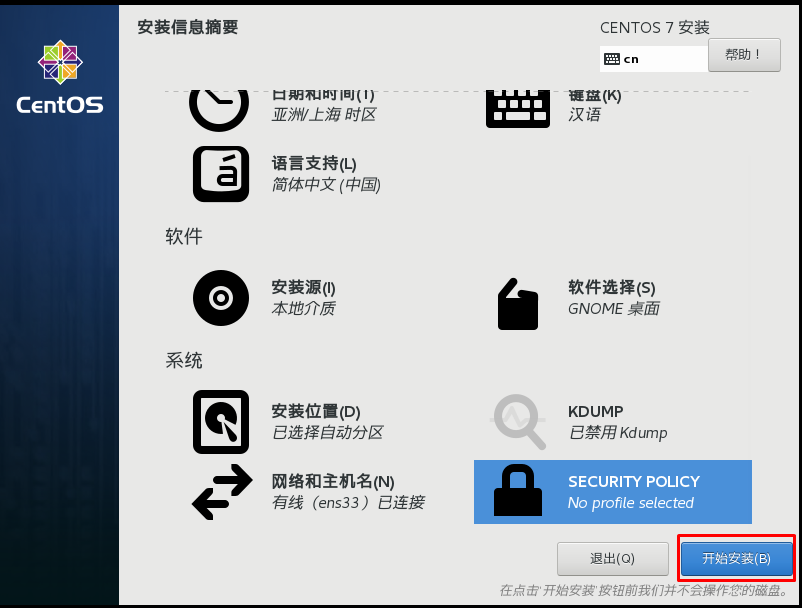 安装信息摘要
CENTOS 7 安装
cn
帮助！
CentOS
日期和时间(T)
亚洲/上海 时区
键盘(K)
汉语
语言支持(L)
简体中文 (中国)
软件
安装源(I)
本地介质
软件选择(S)
GNOME 桌面
系统
安装位置(D)
已选择自动分区
KDUMP
已禁用 Kdump
网络和主机名(N)
有线（ens33）已连接
SECURITY POLICY
No profile selected
退出(Q)
开始安装(B)
在点击'开始安装'按钮前我们并不会操作您的磁盘。